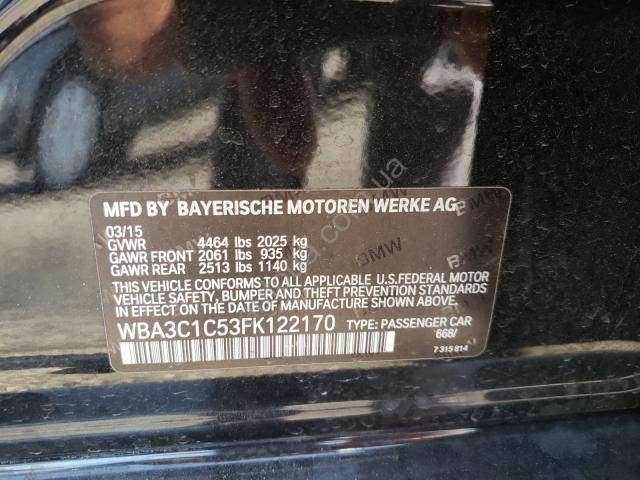 MFD BY BAYERISCHE MOTOREN WERKE AG
03/15
GVWR 4464 lbs 2025 kg
GAWR FRONT 2061 lbs 935 kg
GAWR REAR 2513 lbs 1140 kg
THIS VEHICLE CONFORMS TO ALL APPLICABLE U.S.FEDERAL MOTOR
VEHICLE SAFETY, BUMPER AND THEFT PREVENTION STANDARDS
IN EFFECT ON THE DATE OF MANUFACTURE SHOWN ABOVE.
WBA3C1C53FK122170 TYPE: PASSENGER CAR
668/
7 315 814